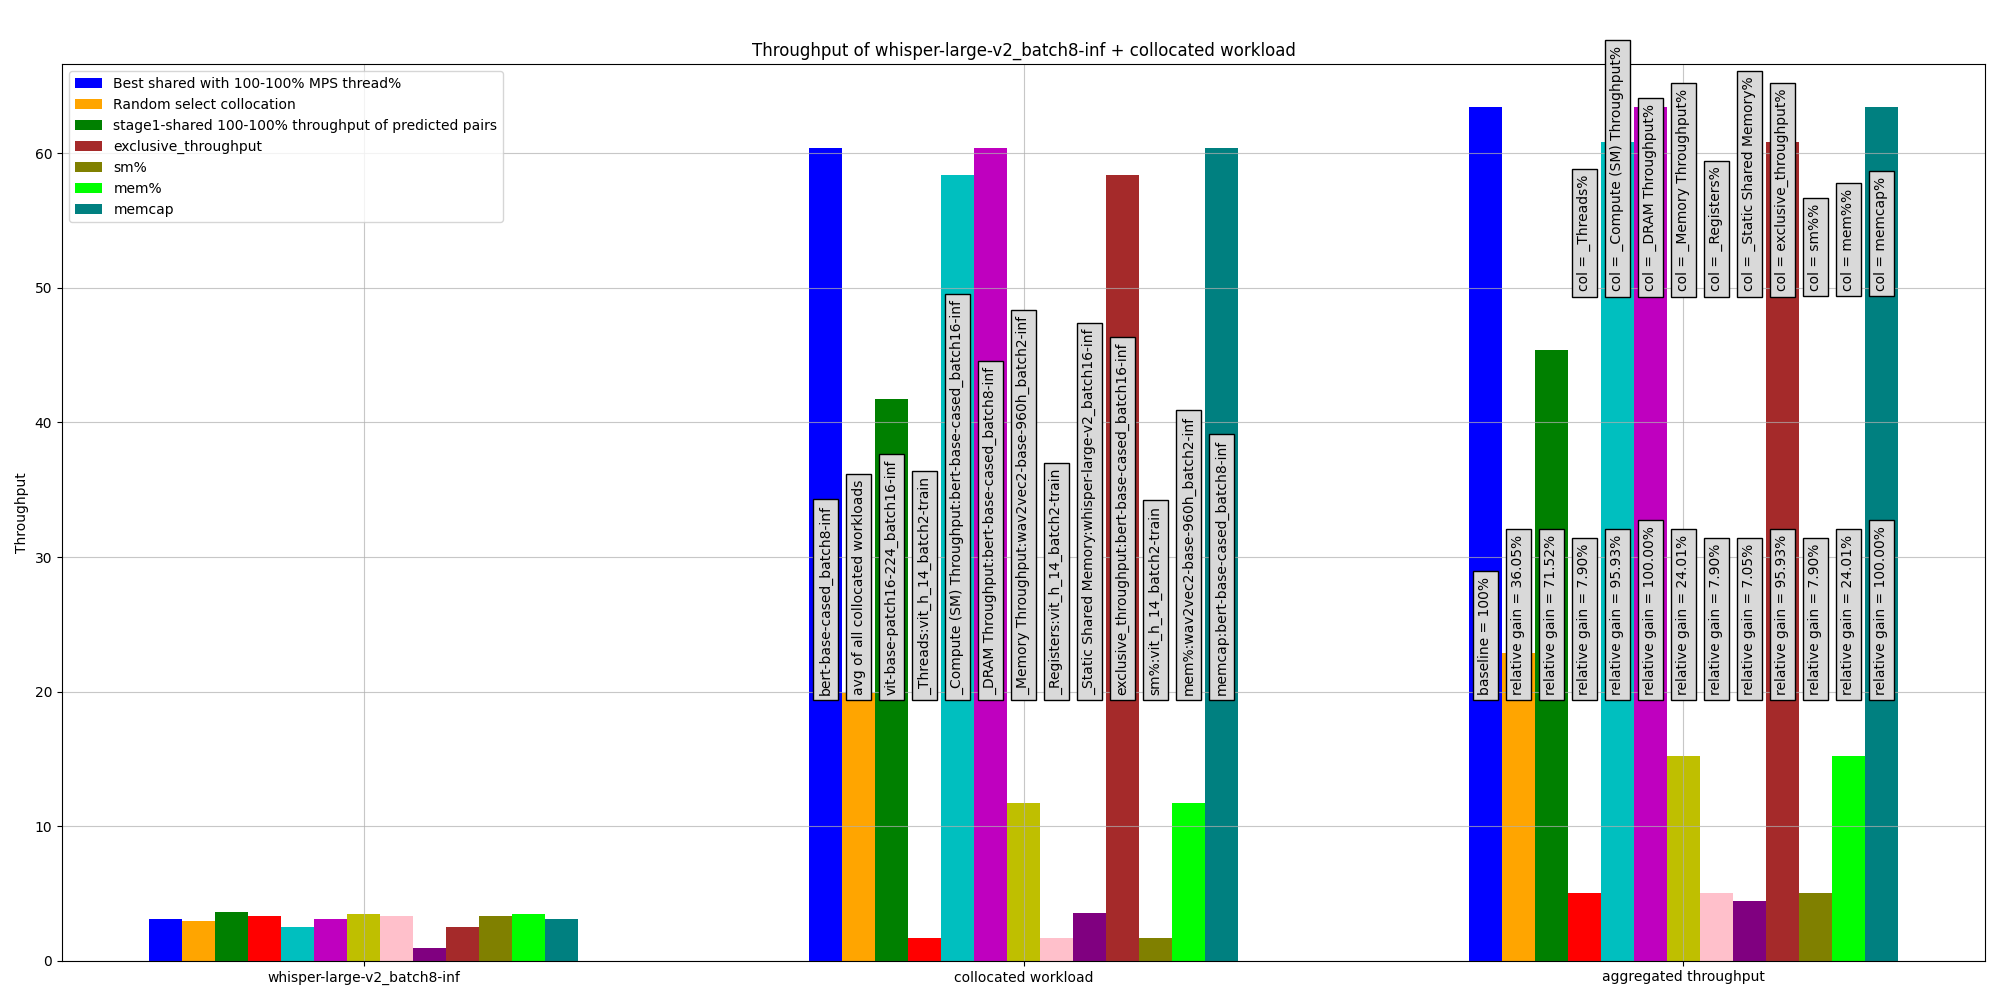 Throughput of whisper-large-v2_batch8-inf + collocated workload
Best shared with 100-100% MPS thread%
Random select collocation
stage1-shared 100-100% throughput of predicted pairs
exclusive_throughput
sm%
mem%
memcap
Throughput
60
50
40
30
20
10
0
bert-base-cased_batch8-inf
avg of all collocated workloads
vit-base-patch16-224_batch16-inf
_Threads:vit_h_14_batch2-train
_Compute (SM) Throughput:bert-base-cased_batch16-inf
_DRAM Throughput:bert-base-cased_batch8-inf
_Memory Throughput:wav2vec2-base-960h_batch2-inf
_Registers:vit_h_14_batch2-train
_Static Shared Memory:whisper-large-v2_batch16-inf
exclusive_throughput:bert-base-cased_batch16-inf
sm%:vit_h_14_batch2-train
mem%:wav2vec2-base-960h_batch2-inf
memcap:bert-base-cased_batch8-inf
col = _Threads%
col = _Compute (SM) Throughput%
col = _DRAM Throughput%
col = _Memory Throughput%
col = _Registers%
col = _Static Shared Memory%
col = exclusive_throughput%
col = sm%%
col = mem%%
col = memcap%
baseline = 100%
relative gain = 36.05%
relative gain = 71.52%
relative gain = 7.90%
relative gain = 95.93%
relative gain = 100.00%
relative gain = 24.01%
relative gain = 7.90%
relative gain = 7.05%
relative gain = 95.93%
relative gain = 7.90%
relative gain = 24.01%
relative gain = 100.00%
whisper-large-v2_batch8-inf
collocated workload
aggregated throughput